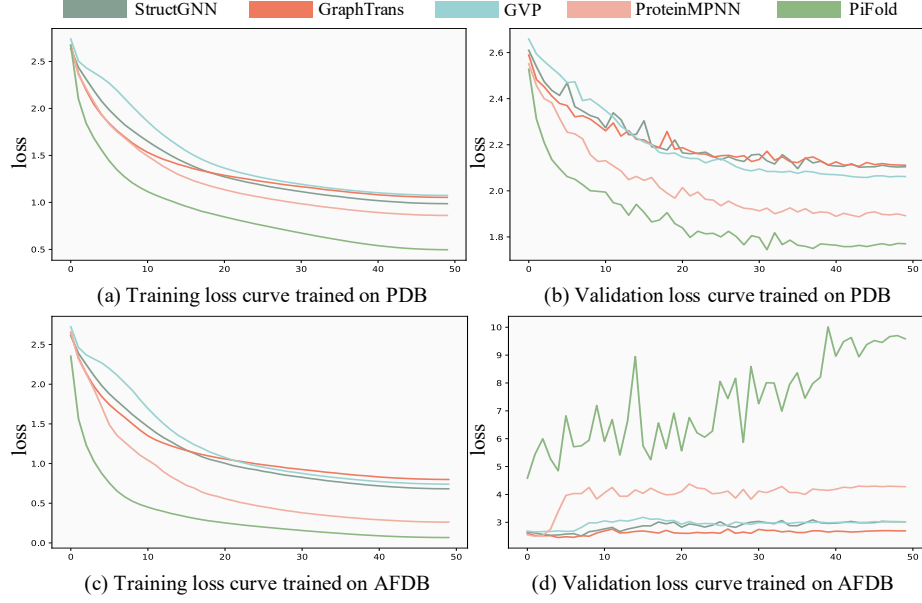 StructGNN GraphTrans GVP ProteinMPNN PiFold
loss
2.5
2.0
1.5
1.0
0.5
0 10 20 30 40 50
(a) Training loss curve trained on PDB
loss
2.6
2.4
2.2
2.0
1.8
0 10 20 30 40 50
(b) Validation loss curve trained on PDB
loss
2.5
2.0
1.5
1.0
0.5
0.0
0 10 20 30 40 50
(c) Training loss curve trained on AFDB
loss
10
9
8
7
6
5
4
3
0 10 20 30 40 50
(d) Validation loss curve trained on AFDB